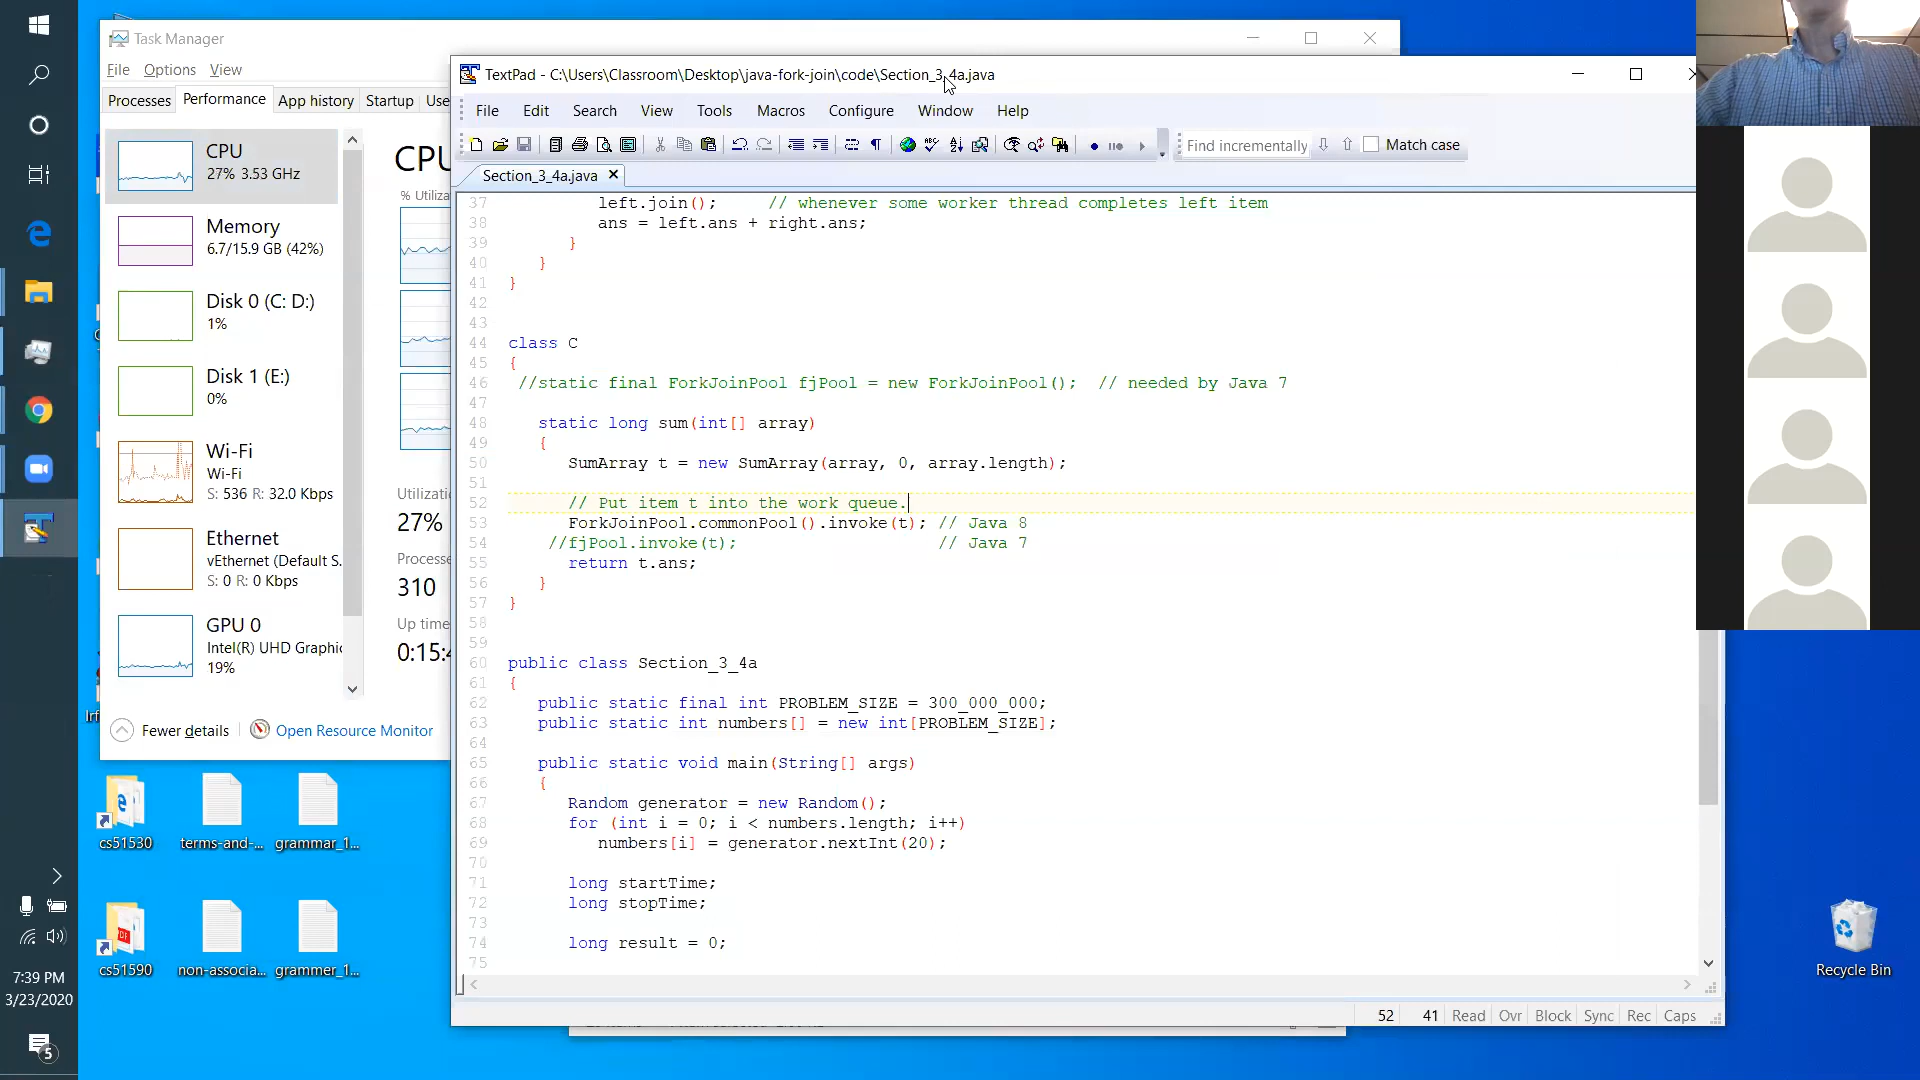 Task Manager
File Options View
Processes Performance App history Startup
CPU
27% 3.53 GHz
Memory
6.7/15.9 GB (42%)
Disk 0 (C: D:)
1%
Disk 1 (E:)
0%
Wi-Fi
Wi-Fi
S: 536 R: 32.0 Kbps
Ethernet
vEthernet (Default S.
S: 0 R: 0 Kbps
GPU 0
Intel(R) UHD Graphic
19%
CPU
27%
310
Up time
Fewer details
Open Resource Monitor
TextPad - C:\Users\Classroom\Desktop\java-fork-join\code\Section_3_4a.java
File Edit Search View Tools Macros Configure Window Help
Find incrementally
Match case
Section_3_4a.java
37 left.join(); // whenever some worker thread completes left item
38 ans = left.ans + right.ans;
39 }
40 }
41 }
42
43
44 class C
45 {
46 //static final ForkJoinPool fjPool = new ForkJoinPool(); // needed by Java 7
47
48 static long sum(int[] array)
49 {
50 SumArray t = new SumArray(array, 0, array.length);
51
52 // Put item t into the work queue.
53 ForkJoinPool.commonPool().invoke(t); // Java 8
54 //fjPool.invoke(t); // Java 7
55 return t.ans;
56 }
57 }
58
59
60 public class Section_3_4a
61 {
62 public static final int PROBLEM_SIZE = 300_000_000;
63 public static int numbers[] = new int[PROBLEM_SIZE];
64
65 public static void main(String[] args)
66 {
67 Random generator = new Random();
68 for (int i = 0; i < numbers.length; i++)
69 numbers[i] = generator.nextInt(20);
70
71 long startTime;
72 long stopTime;
73
74 long result = 0;
75
52 41 Read Ovr Block Sync Rec Caps
cs51530
terms-and-...
grammar_1...
cs51590
non-associa...
grammer_1...
Recycle Bin
7:39 PM
3/23/2020
5